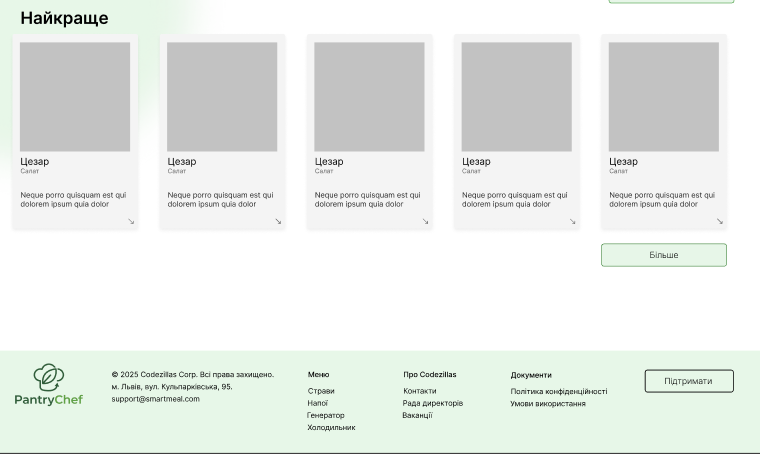 Найкраще
Цезар
Салат
Neque porro quisquam est qui
dolorem ipsum quia dolor
Цезар
Салат
Neque porro quisquam est qui
dolorem ipsum quia dolor
Цезар
Салат
Neque porro quisquam est qui
dolorem ipsum quia dolor
Цезар
Салат
Neque porro quisquam est qui
dolorem ipsum quia dolor
Цезар
Салат
Neque porro quisquam est qui
dolorem ipsum quia dolor
Більше
PantryChef
© 2025 Codezillas Corp. Всі права захищено.
м. Львів, вул. Кульпарківська, 95.
support@smartmeal.com
Меню
Страви
Напої
Генератор
Холодильник
Про Codezillas
Контакти
Рада директорів
Вакансії
Документи
Політика конфіденційності
Умови використання
Підтримати